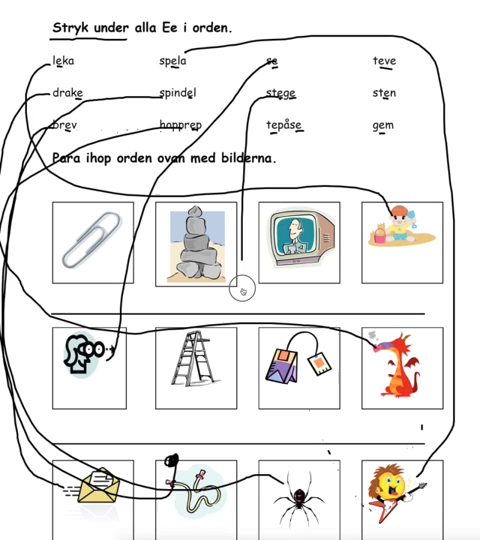 Stryk under alla Ee i orden.
leka spela se teve
drake spindel stege sten
brev hopprep tepåse gem
Para ihop orden ovan med bilderna.